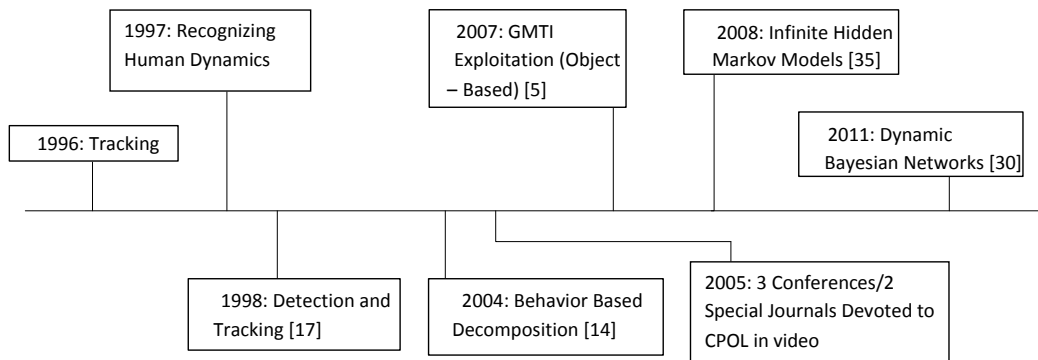 1997: Recognizing
Human Dynamics
2007: GMTI
Exploitation (Object
– Based) [5]
2008: Infinite Hidden
Markov Models [35]
1996: Tracking
2011: Dynamic
Bayesian Networks [30]
1998: Detection and
Tracking [17]
2004: Behavior Based
Decomposition [14]
2005: 3 Conferences/2
Special Journals Devoted to
CPOL in video